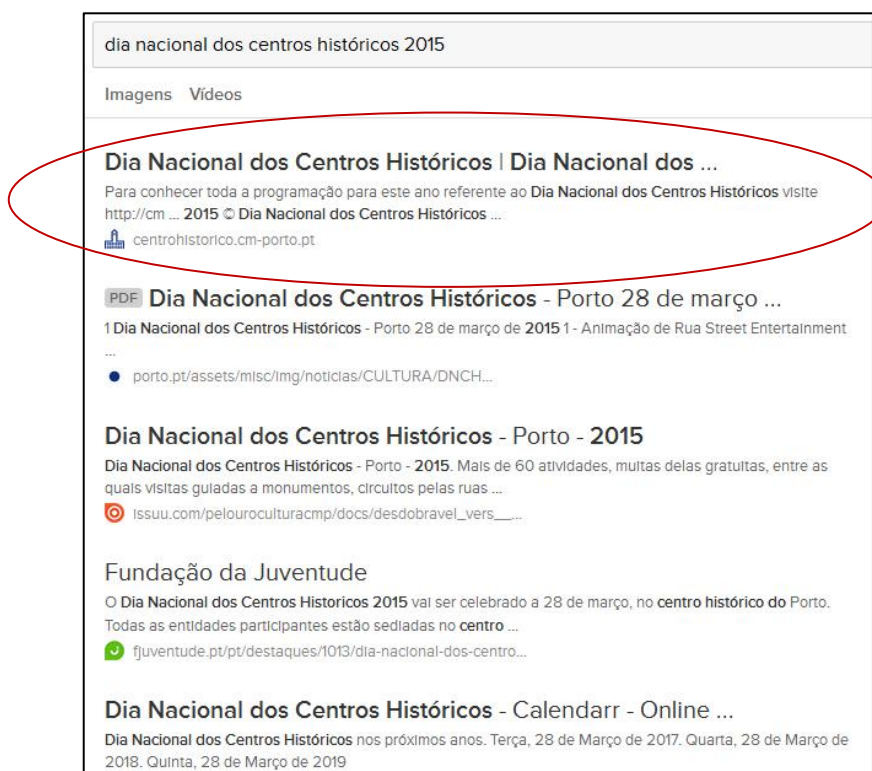 dia nacional dos centros históricos 2015
Imagens Vídeos
Dia Nacional dos Centros Históricos | Dia Nacional dos ...
Para conhecer toda a programação para este ano referente ao Dia Nacional dos Centros Históricos visite
http://cm ... 2015 © Dia Nacional dos Centros Históricos ...
centrohistorico.cm-porto.pt
PDF Dia Nacional dos Centros Históricos - Porto 28 de março ...
1 Dia Nacional dos Centros Históricos - Porto 28 de março de 2015 1 - Animação de Rua Street Entertainment
...
porto.pt/assets/misc/img/noticias/CULTURA/DNCH...
Dia Nacional dos Centros Históricos - Porto - 2015
Dia Nacional dos Centros Históricos - Porto - 2015. Mais de 60 atividades, muitas delas gratuitas, entre as
quais visitas guiadas a monumentos, circuitos pelas ruas ...
issuu.com/pelouroculturacmp/docs/desdobravel_vers__...
Fundação da Juventude
O Dia Nacional dos Centros Historicos 2015 vai ser celebrado a 28 de março, no centro histórico do Porto.
Todas as entidades participantes estão sediadas no centro ...
fjuventude.pt/pt/destaques/1013/dia-nacional-dos-centro...
Dia Nacional dos Centros Históricos - Calendarr - Online ...
Dia Nacional dos Centros Históricos nos próximos anos. Terça, 28 de Março de 2017. Quarta, 28 de Março de
2018. Quinta, 28 de Março de 2019